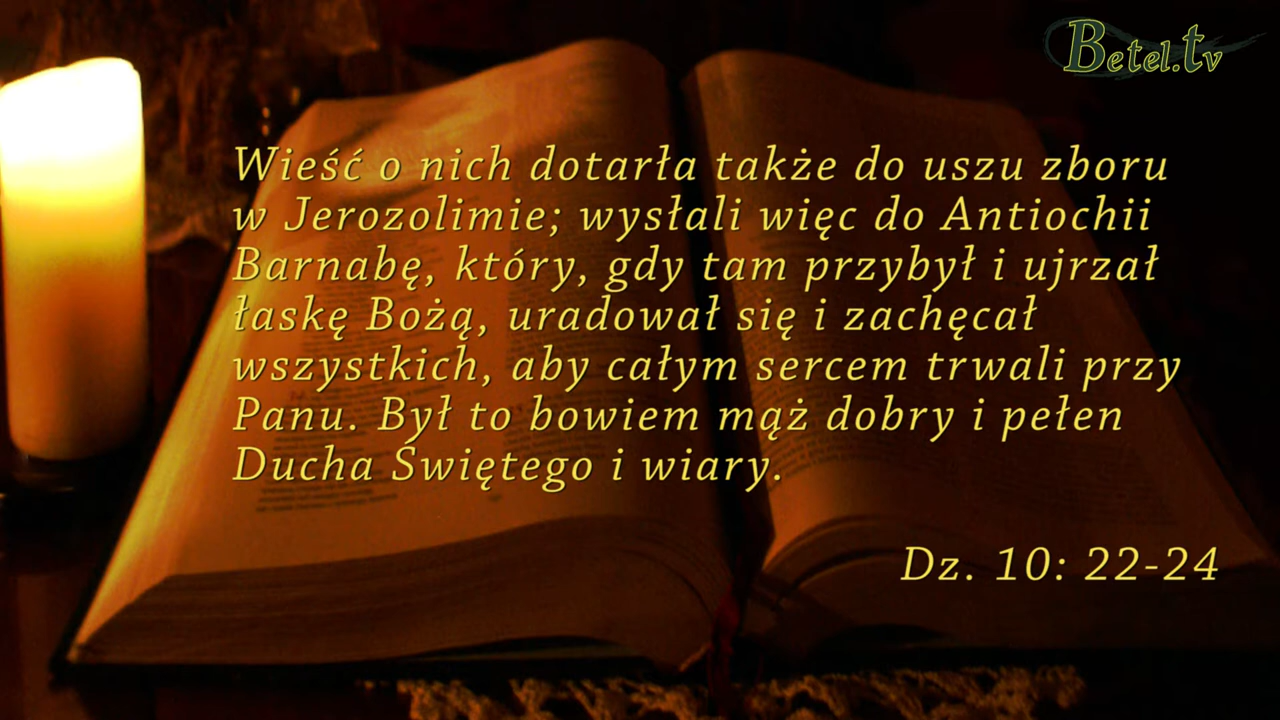 Betel.tv
Wieść o nich dotarła także do uszu zboru
w Jerozolimie; wysłali więc do Antiochii
Barnabę, który, gdy tam przybył i ujrzał
łaskę Bożą, uradował się i zachęcał
wszystkich, aby całym sercem trwali przy
Panu. Był to bowiem mąż dobry i pełen
Ducha Świętego i wiary.
Dz. 10: 22-24